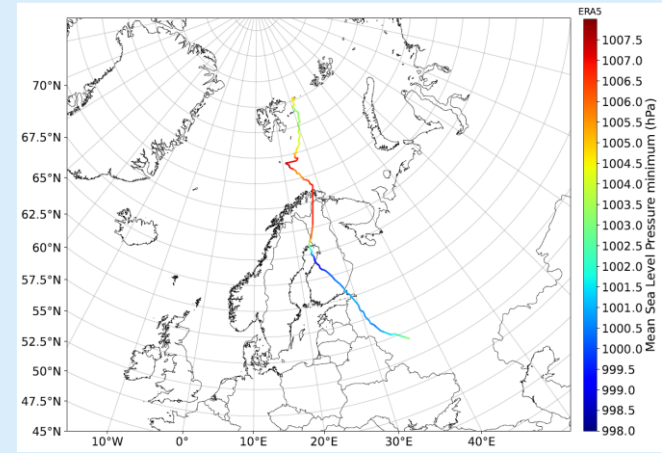 ERA5
70°N
67.5°N
65°N
62.5°N
60°N
57.5°N
55°N
52.5°N
50°N
47.5°N
45°N
10°W
0°
10°E
20°E
30°E
40°E
1007.5
1007.0
1006.5
1006.0
1005.5
1005.0
1004.5
1004.0
1003.5
1003.0
1002.5
1002.0
1001.5
1001.0
1000.5
1000.0
999.5
999.0
998.5
998.0
Mean Sea Level Pressure minimum (hPa)